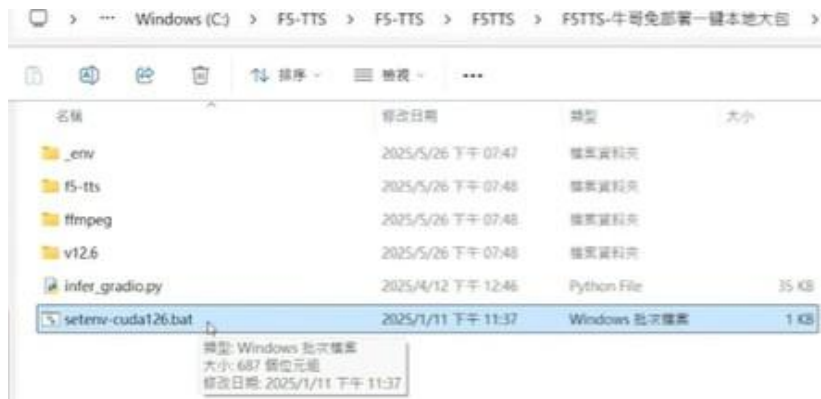 … Windows (C:) > F5-TTS > F5-TTS > F5TTS > F5TTS-牛哥免部署一鍵本地大包 >
排序 檢視 …
名稱 修改日期 類型 大小
_env 2025/5/26 下午 07:47 檔案資料夾
f5-tts 2025/5/26 下午 07:48 檔案資料夾
ffmpeg 2025/5/26 下午 07:48 檔案資料夾
v12.6 2025/5/26 下午 07:48 檔案資料夾
infer_gradio.py 2025/4/12 下午 12:46 Python File 35 KB
setenv-cuda126.bat 2025/1/11 下午 11:37 Windows 批次檔案 1 KB
類型: Windows 批次檔案
大小: 687 個位元組
修改日期: 2025/1/11 下午 11:37